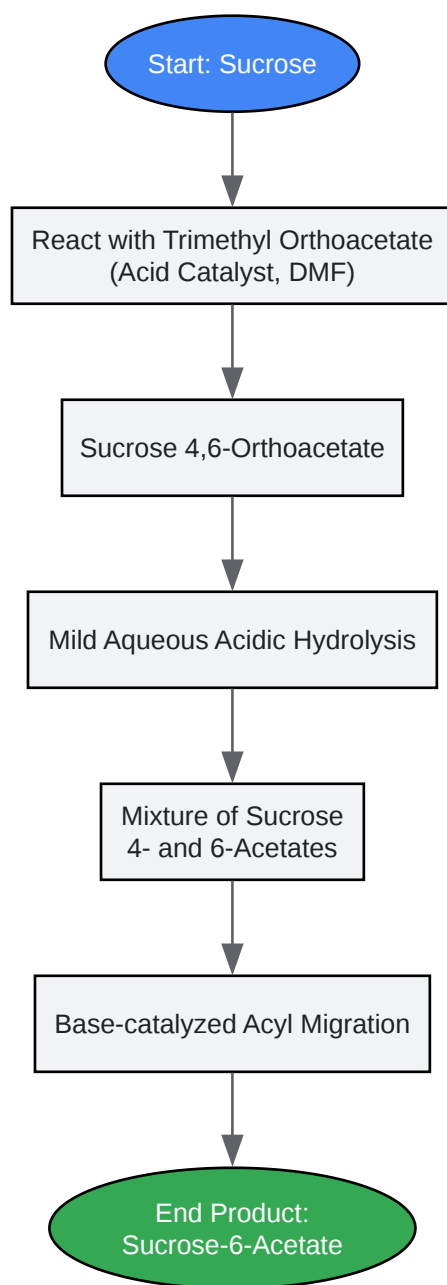 Start: Sucrose
React with Trimethyl Orthoacetate
(Acid Catalyst, DMF)
Sucrose 4,6-Orthoacetate
Mild Aqueous Acidic Hydrolysis
Mixture of Sucrose
4- and 6-Acetates
Base-catalyzed Acyl Migration
End Product:
Sucrose-6-Acetate